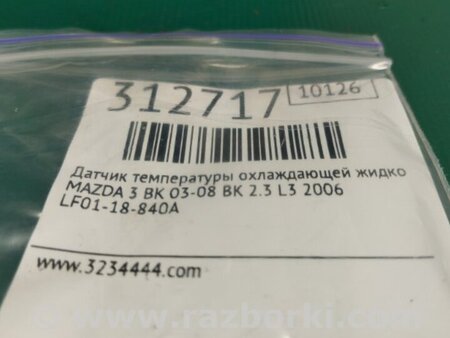 312717 10126
Датчик температуры охлаждающей жидко
MAZDA 3 BK 03-08 BK 2.3 L3 2006
LF01-18-840A
www.3234444.com
www.razborki.com